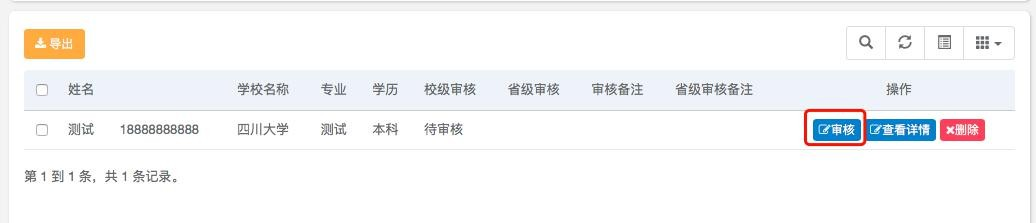 导出
姓名 学校名称 专业 学历 校级审核 省级审核 审核备注 省级审核备注 操作
测试 18888888888 四川大学 测试 本科 待审核 审核 查看详情 删除
第 1 到 1 条，共 1 条记录。